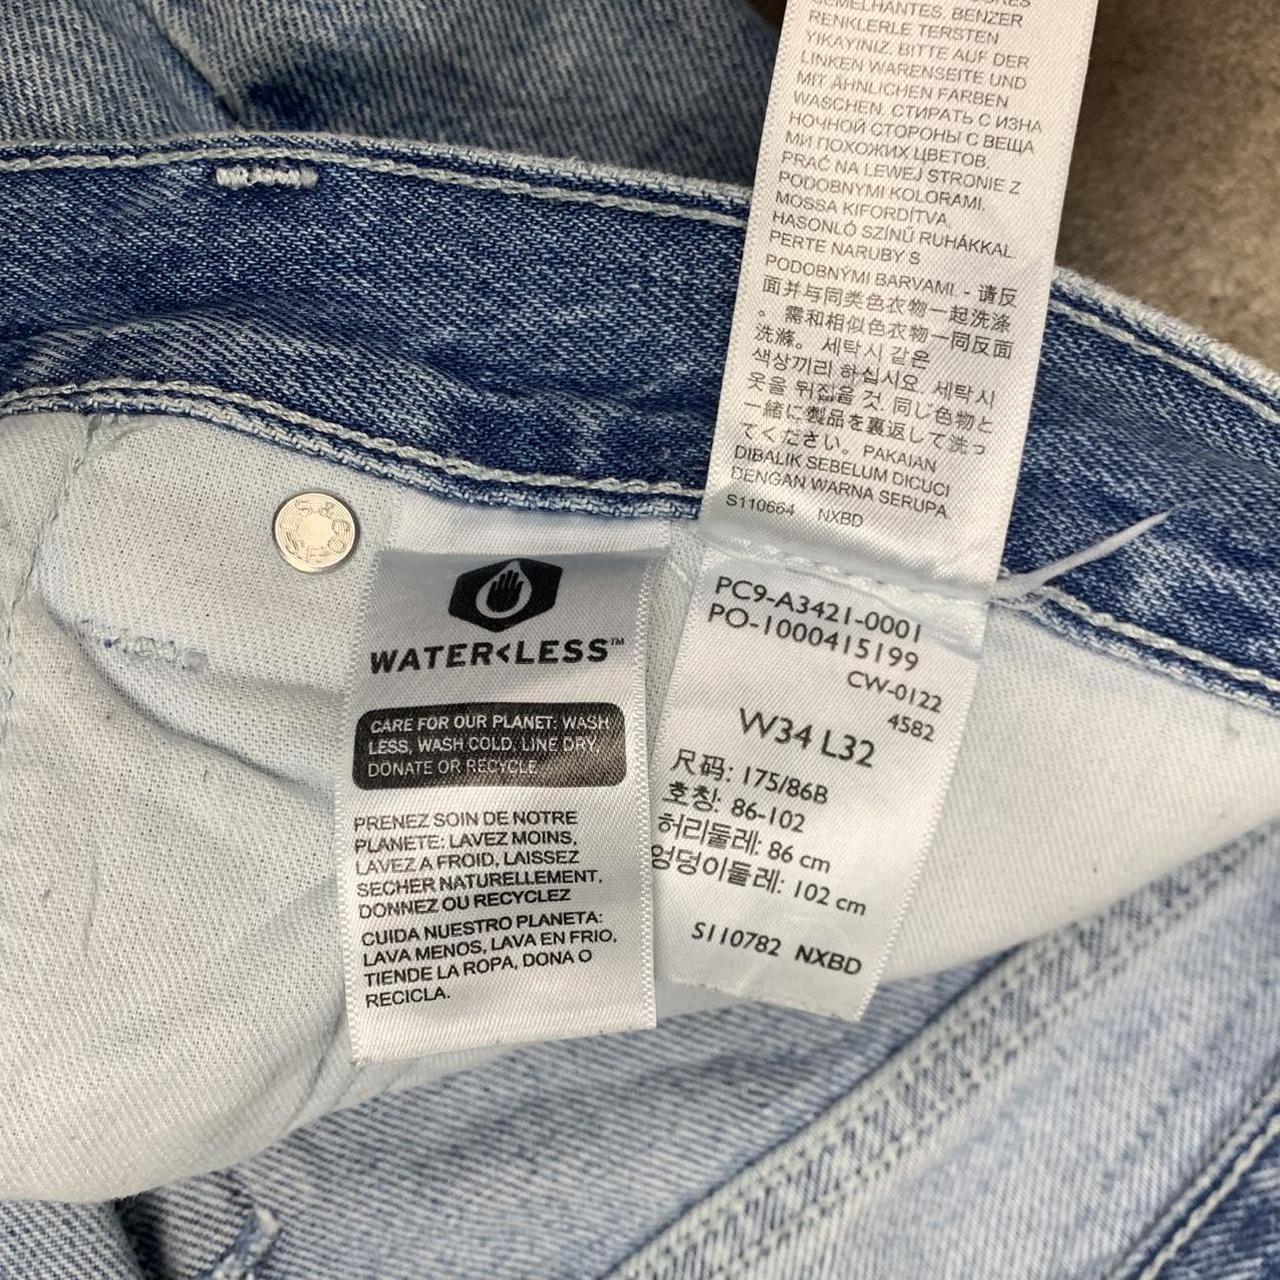 SEMELHANTES. BENZER
RENKLERLE TERSTEN
YIKAYINIZ. BITTE AUF DER
LINKEN WARENSEITE UND
MIT ÄHNLICHEN FARBEN
WASCHEN. СТИРАТЬ С ИЗНА
НОЧНОЙ СТОРОНЫ С ВЕЩА
МИ ПОХОЖИХ ЦВЕТОВ.
PRAĆ NA LEWEJ STRONIE Z
PODOBNYMI KOLORAMI.
MOSSA KIFORDÍTVA,
HASONLÓ SZÍNŰ RUHÁKKAL.
PERTE NARUBY S
PODOBNÝMI BARVAMI. - 请反
面并与同类色衣物一起洗涤
。 需和相似色衣物一同反面
洗滌。 세탁시 같은
색상끼리 하십시오. 세탁시
옷을 뒤집을 것. 同じ色物と
一緒に製品を裏返して洗っ
てください。PAKAIAN
DIBALIK SEBELUM DICUCI
DENGAN WARNA SERUPA.
S110664 NXBD
WATER<LESS™
CARE FOR OUR PLANET: WASH
LESS, WASH COLD, LINE DRY,
DONATE OR RECYCLE
PRENEZ SOIN DE NOTRE
PLANETE: LAVEZ MOINS,
LAVEZ A FROID, LAISSEZ
SECHER NATURELLEMENT,
DONNEZ OU RECYCLEZ
CUIDA NUESTRO PLANETA:
LAVA MENOS, LAVA EN FRIO,
TIENDE LA ROPA, DONA O
RECICLA.
PC9-A3421-0001
PO-1000415199
CW-0122
4582
W34 L32
尺码: 175/86B
호칭: 86-102
허리둘레: 86 cm
엉덩이둘레: 102 cm
S110782 NXBD